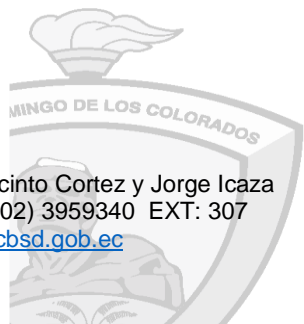 MINGO DE LOS COLORADOS
cinto Cortez y Jorge Icaza
02) 3959340 EXT: 307
cbsd.gob.ec